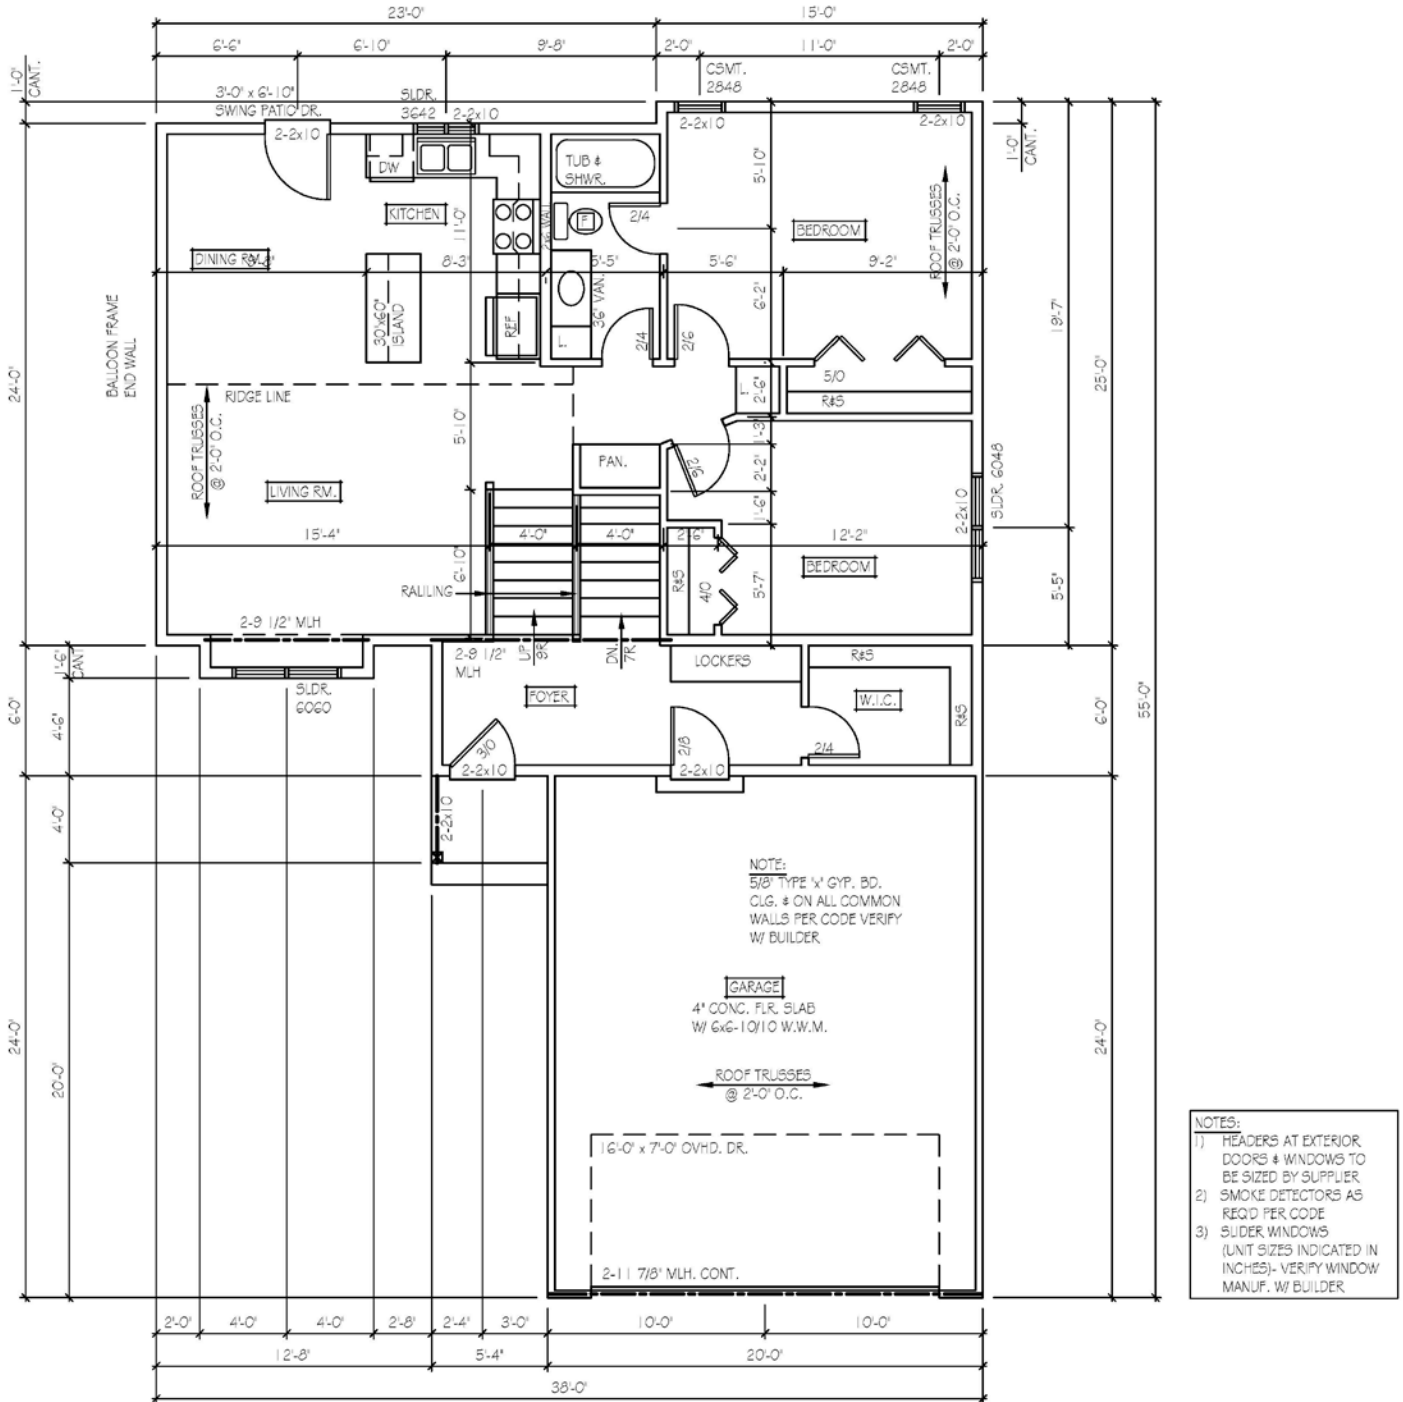 23'-0"
15'-0"
6'-6"
6'-10"
9'-8"
2'-0"
11'-0"
2'-0"
1'-0"
CANT.
CSMT.
2848
CSMT.
2848
3'-0" x 6'-10"
SWING PATIO DR.
SLDR.
3642
2-2x10
2-2x10
2-2x10
2-2x10
1'-0"
CANT.
DW
TUB &
SHWR.
5'-10"
KITCHEN
11'-0"
2x6 WALL
F
2/4
BEDROOM
ROOF TRUSSES
@ 2'-0" O.C.
DINING RM.
8'-3"
5'-5"
5'-6"
9'-2"
BALLOON FRAME
END WALL
30"x60"
ISLAND
REF
36" VAN.
L
2/4
2/6
6'-2"
19'-7"
24'-0"
25'-0"
RIDGE LINE
5/0
R&S
L
2'-6"
ROOF TRUSSES
@ 2'-0" O.C.
5'-10"
1'-3"
PAN.
2/6
2'-2"
LIVING RM.
SLDR. 6048
2-2x10
1'-6"
15'-4"
4'-0"
4'-0"
2'-6"
12'-2"
6'-10"
RALILING
R&S
4/0
5'-7"
BEDROOM
5'-5"
2-9 1/2" MLH
1'-6"
CANT
2-9 1/2"
MLH
UP
9R
DN.
7R
LOCKERS
R&S
SLDR.
6060
FOYER
W.I.C.
R&S
6'-0"
4'-6"
6'-0"
55'-0"
3/0
2-2x10
2/8
2-2x10
2/4
4'-0"
2-2x10
NOTE:
5/8" TYPE 'x' GYP. BD.
CLG. & ON ALL COMMON
WALLS PER CODE VERIFY
W/ BUILDER
GARAGE
4" CONC. FLR. SLAB
W/ 6x6-10/10 W.W.M.
24'-0"
20'-0"
24'-0"
ROOF TRUSSES
@ 2'-0" O.C.
16'-0" x 7'-0" OVHD. DR.
2-11 7/8" MLH. CONT.
NOTES:
1) HEADERS AT EXTERIOR
DOORS & WINDOWS TO
BE SIZED BY SUPPLIER
2) SMOKE DETECTORS AS
REQ'D PER CODE
3) SLIDER WINDOWS
(UNIT SIZES INDICATED IN
INCHES)- VERIFY WINDOW
MANUF. W/ BUILDER
2'-0"
4'-0"
4'-0"
2'-8"
2'-4"
3'-0"
10'-0"
10'-0"
12'-8"
5'-4"
20'-0"
38'-0"